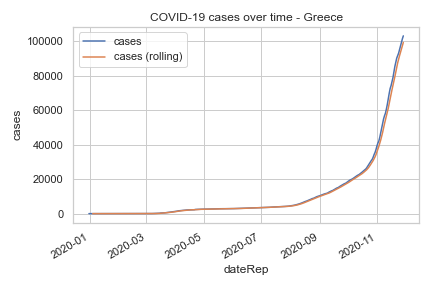 COVID-19 cases over time - Greece
cases
cases (rolling)
100000
80000
60000
40000
20000
0
cases
2020-01
2020-03
2020-05
2020-07
2020-09
2020-11
dateRep